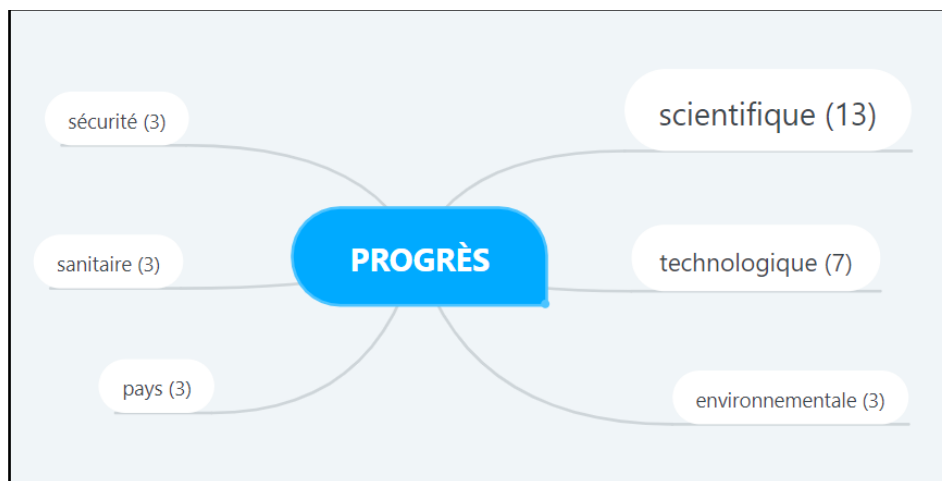 PROGRÈS
scientifique (13)
technologique (7)
environnementale (3)
sécurité (3)
sanitaire (3)
pays (3)